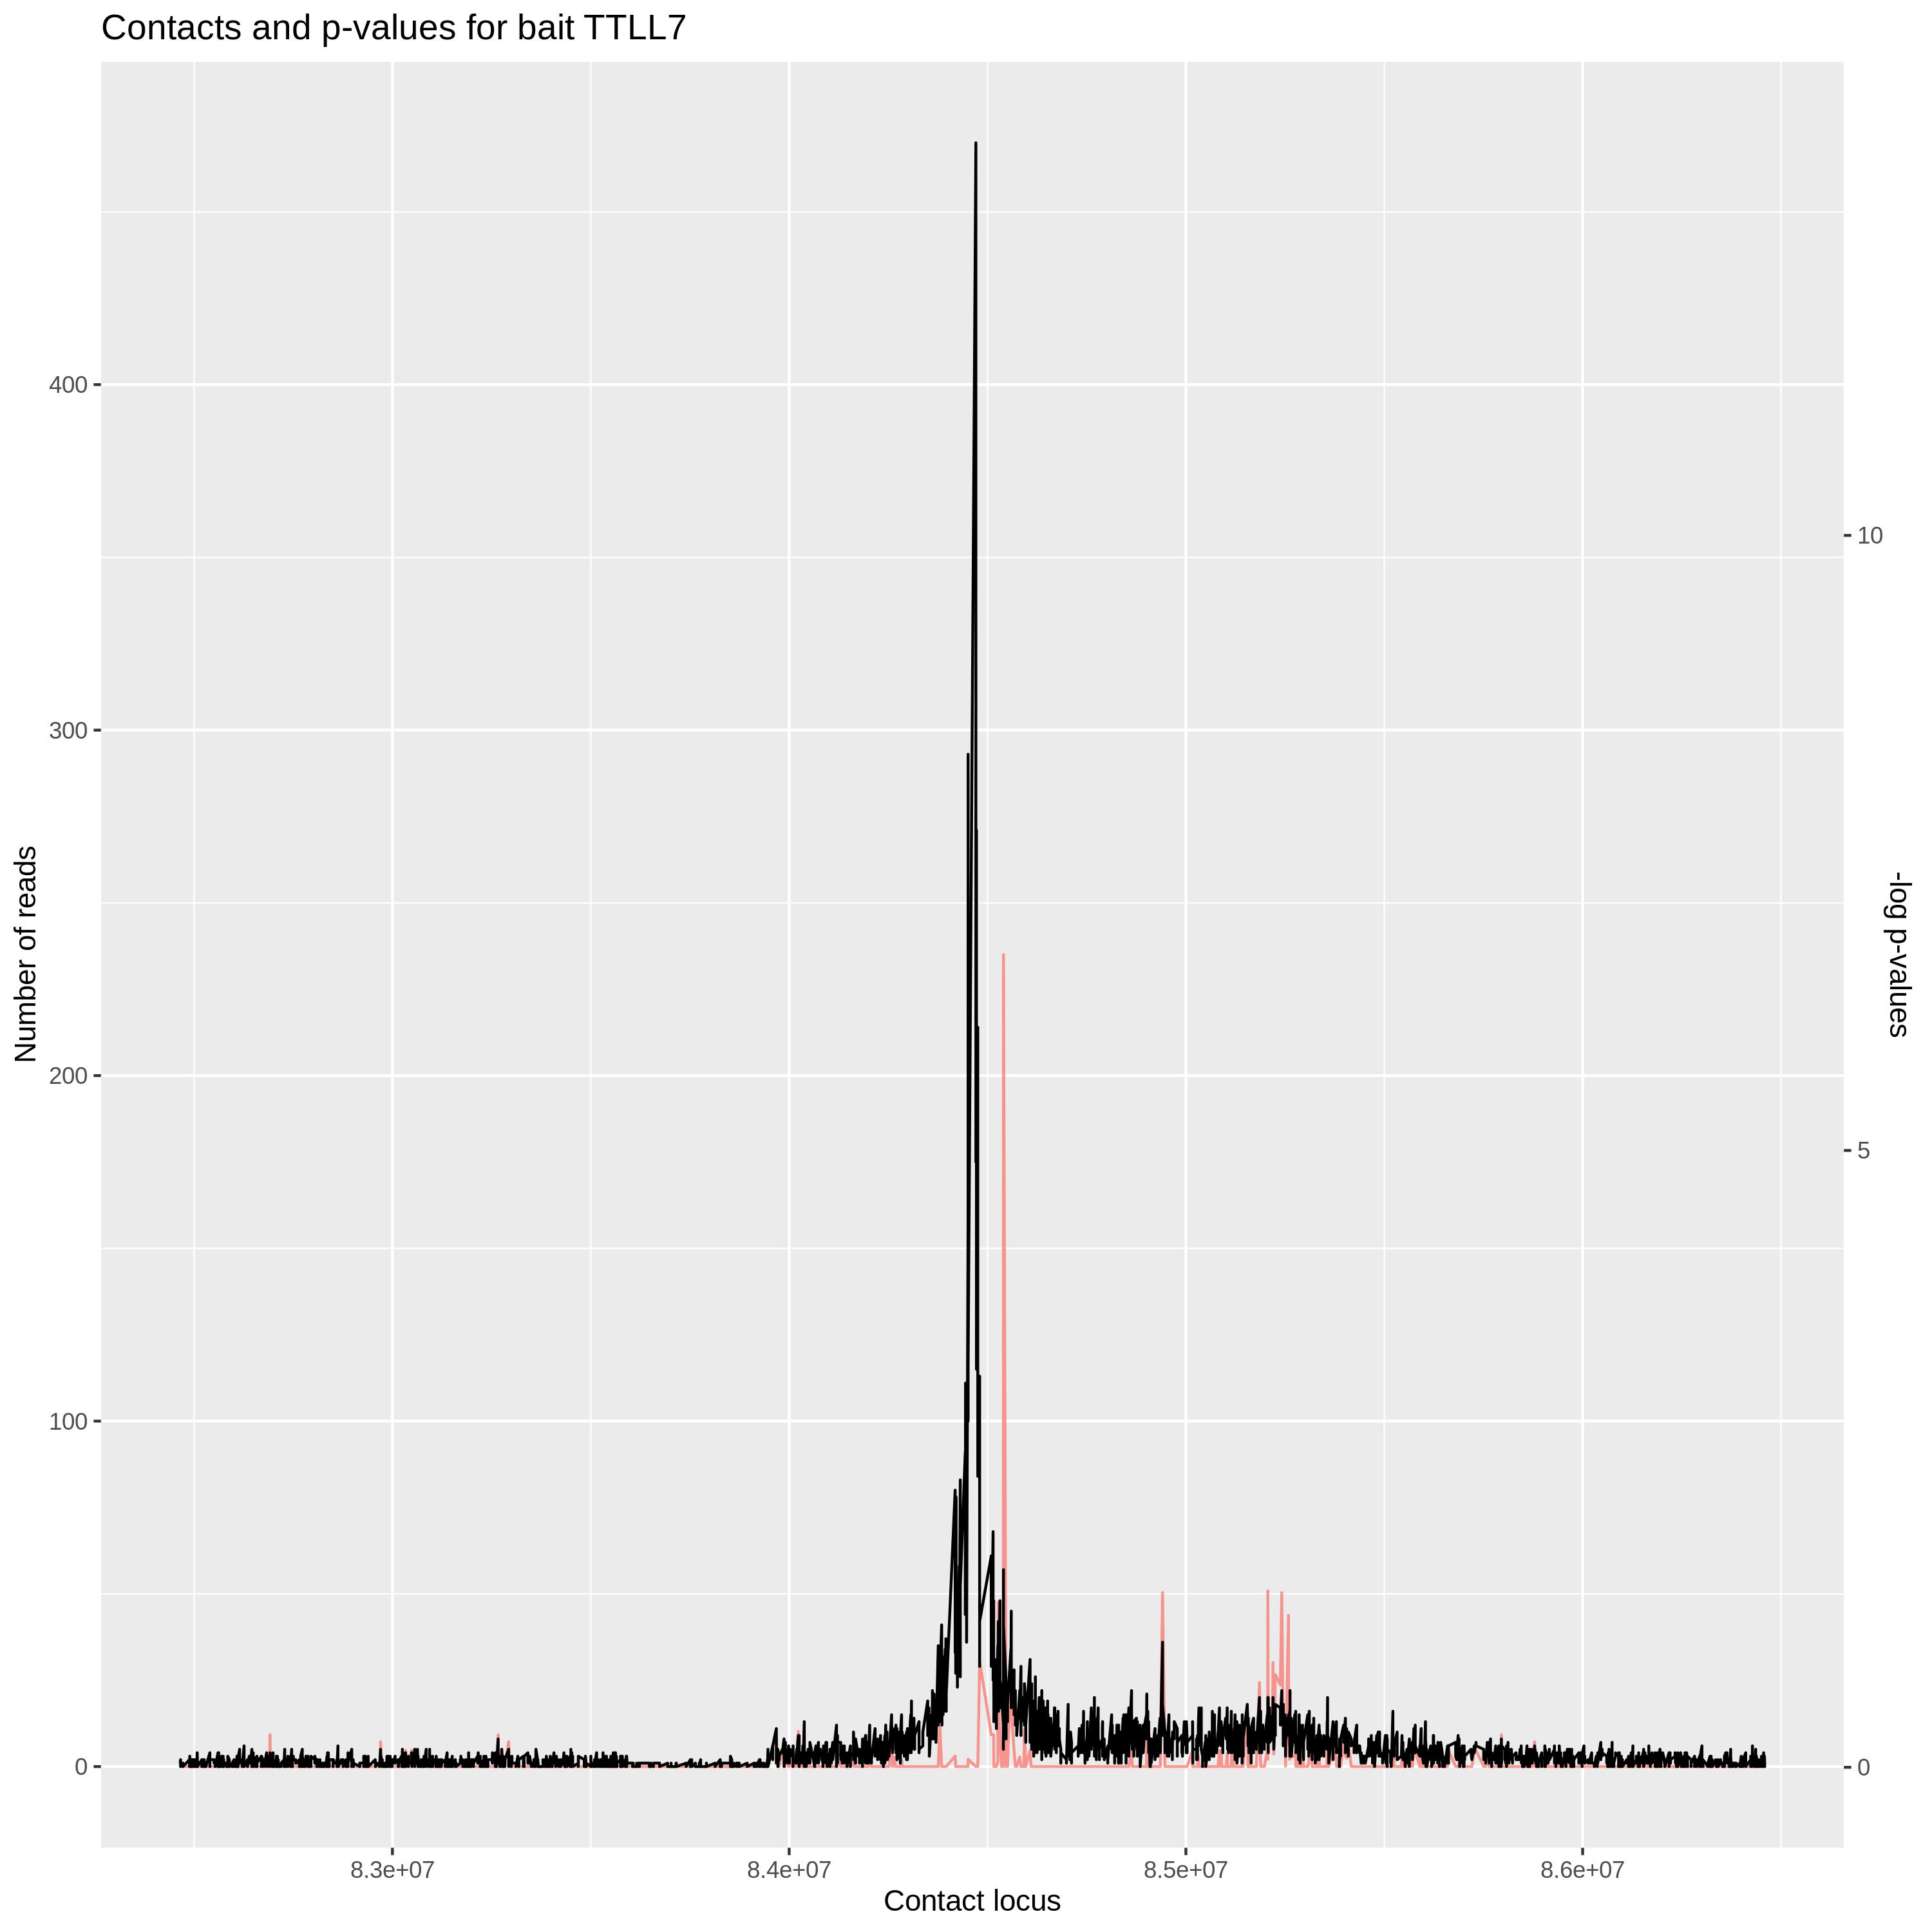 Contacts and p-values for bait TTLL7
400
300
200
100
0
Number of reads
10
5
0
-log p-values
8.3e+07
8.4e+07
8.5e+07
8.6e+07
Contact locus